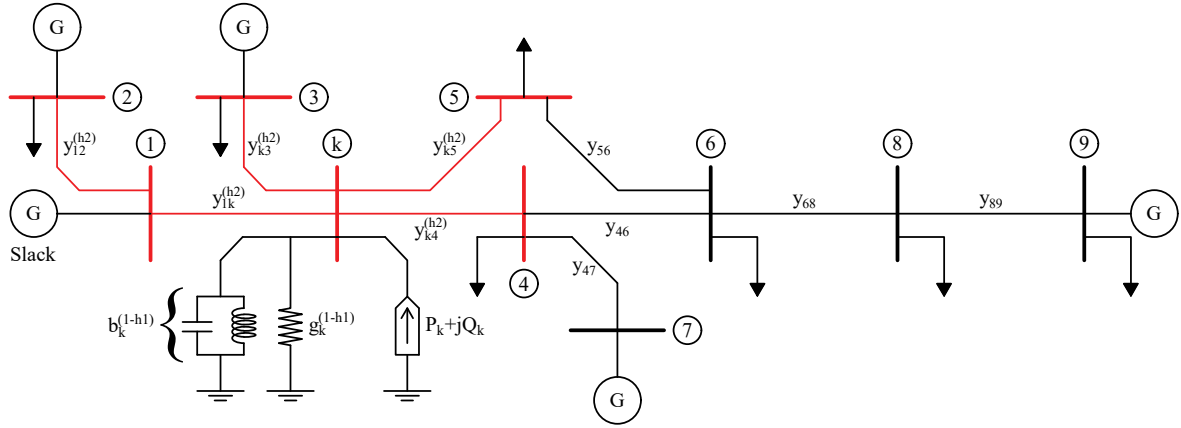 G
G
2
3
5
y₁₂⁽ʰ²⁾
1
yₖ₃⁽ʰ²⁾
k
yₖ₅⁽ʰ²⁾
y₅₆
6
8
9
G
Slack
y₁ₖ⁽ʰ²⁾
yₖ₄⁽ʰ²⁾
y₄₆
y₆₈
y₈₉
G
4
y₄₇
bₖ⁽¹⁻ʰ¹⁾
gₖ⁽¹⁻ʰ¹⁾
Pₖ+jQₖ
7
G